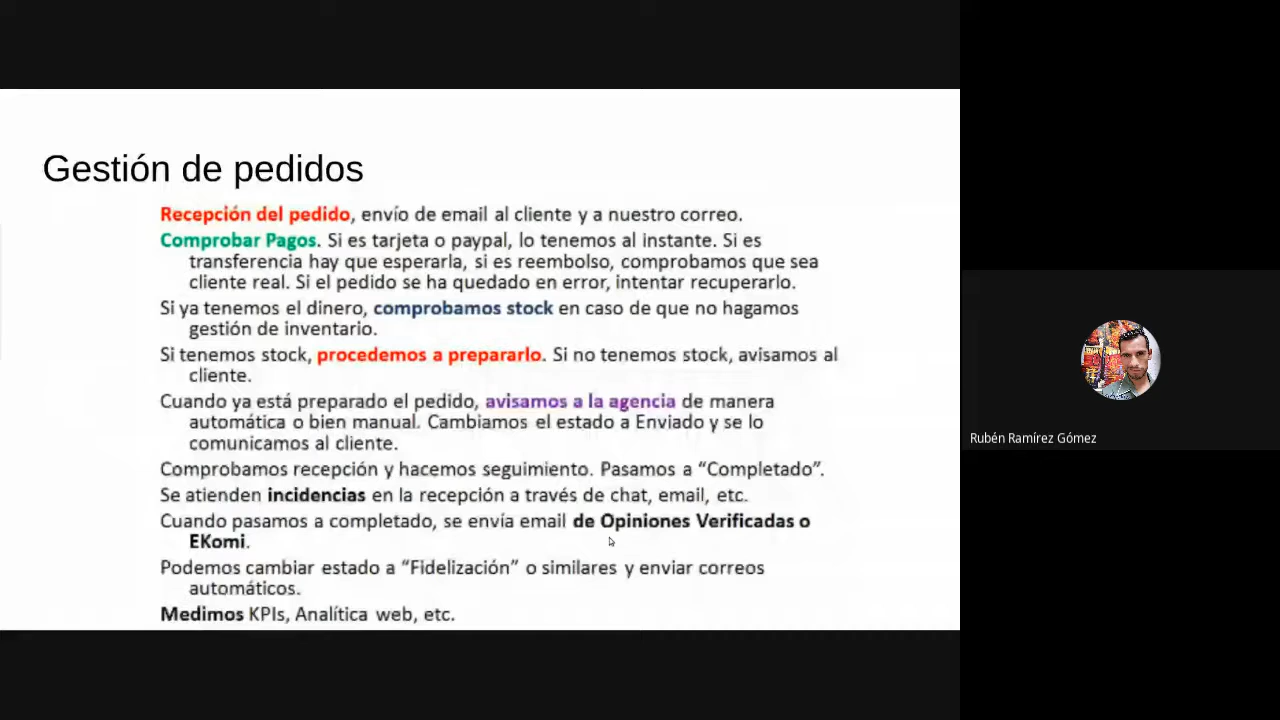 Gestión de pedidos
Recepción del pedido, envío de email al cliente y a nuestro correo.
Comprobar Pagos. Si es tarjeta o paypal, lo tenemos al instante. Si es
transferencia hay que esperarla, si es reembolso, comprobamos que sea
cliente real. Si el pedido se ha quedado en error, intentar recuperarlo.
Si ya tenemos el dinero, comprobamos stock en caso de que no hagamos
gestión de inventario.
Si tenemos stock, procedemos a prepararlo. Si no tenemos stock, avisamos al
cliente.
Cuando ya está preparado el pedido, avisamos a la agencia de manera
automática o bien manual. Cambiamos el estado a Enviado y se lo
comunicamos al cliente.
Comprobamos recepción y hacemos seguimiento. Pasamos a “Completado”.
Se atienden incidencias en la recepción a través de chat, email, etc.
Cuando pasamos a completado, se envía email de Opiniones Verificadas o
EKomi.
Podemos cambiar estado a “Fidelización” o similares y enviar correos
automáticos.
Medimos KPIs, Analítica web, etc.
Rubén Ramírez Gómez